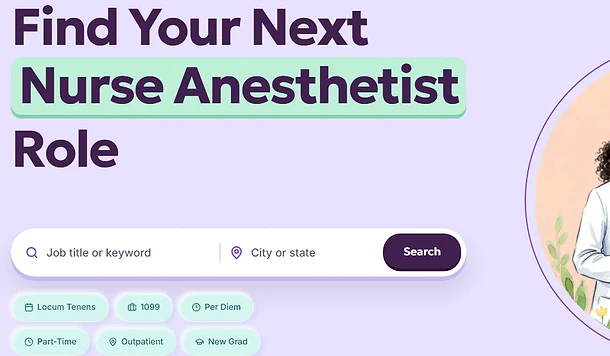 Find Your Next
Nurse Anesthetist
Role
Job title or keyword City or state Search
Locum Tenens 1099 Per Diem
Part-Time Outpatient New Grad